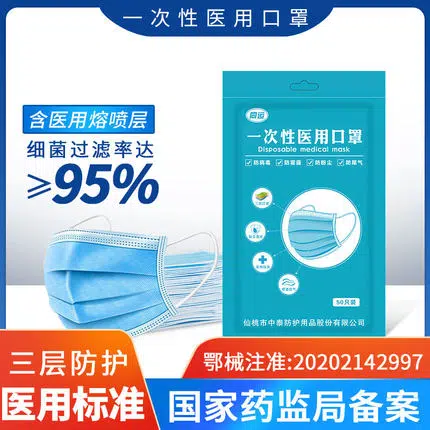 一次性医用口罩
含医用熔喷层
细菌过滤率达
≥95%
一次性医用口罩
Disposable medical mask
防病毒 防雾菌 防粉尘 防尾气
50只装
仙桃市中泰防护用品股份有限公司
三层防护
鄂械注准:20202142997
医用标准
国家药监局备案